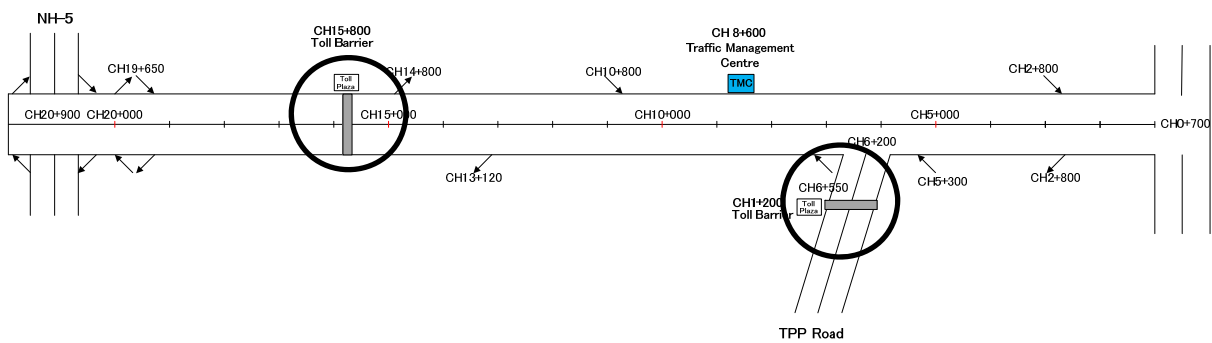 NH-5
CH15+800
Toll Barrier
CH 8+600
Traffic Management
Centre
CH19+650
Toll
Plaza
CH14+800
CH10+800
TMC
CH2+800
CH20+900
CH20+000
CH15+000
CH10+000
CH5+000
CH0+700
CH6+200
CH13+120
CH6+550
CH5+300
CH2+800
CH1+200
Toll Barrier
Toll
Plaza
TPP Road